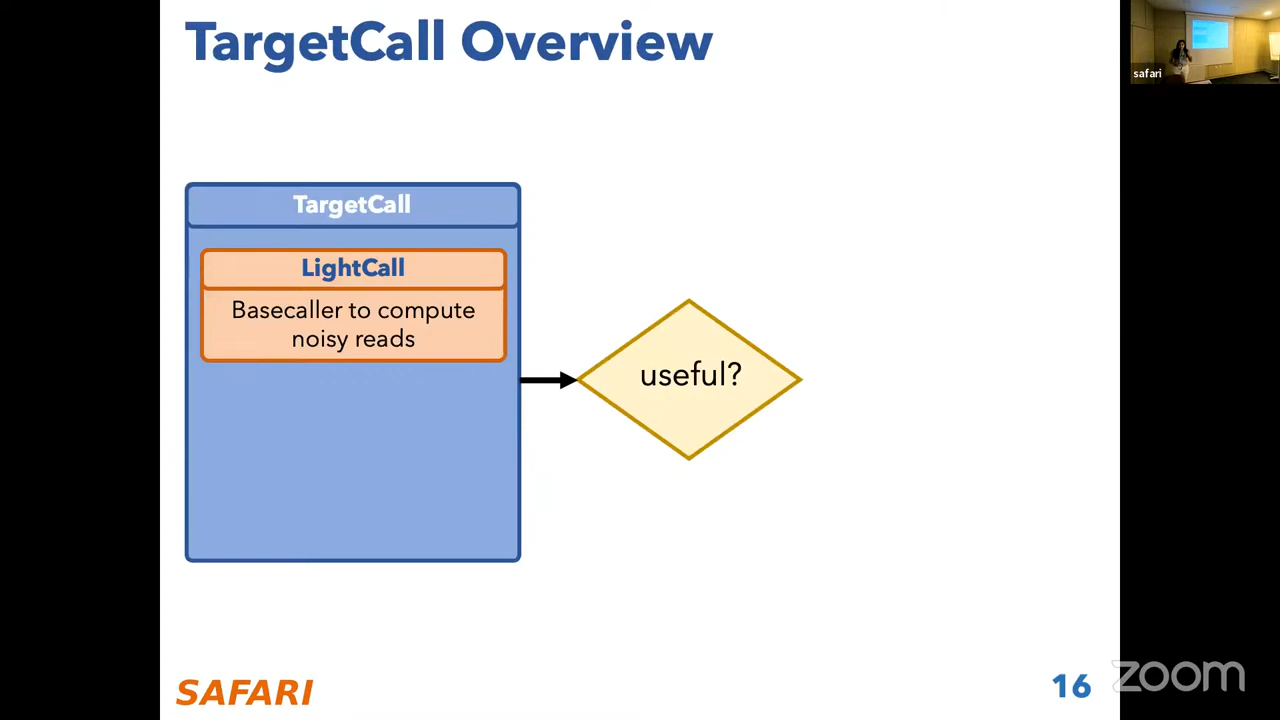 TargetCall Overview
safari
TargetCall
LightCall
Basecaller to compute
noisy reads
useful?
SAFARI
16
zoom